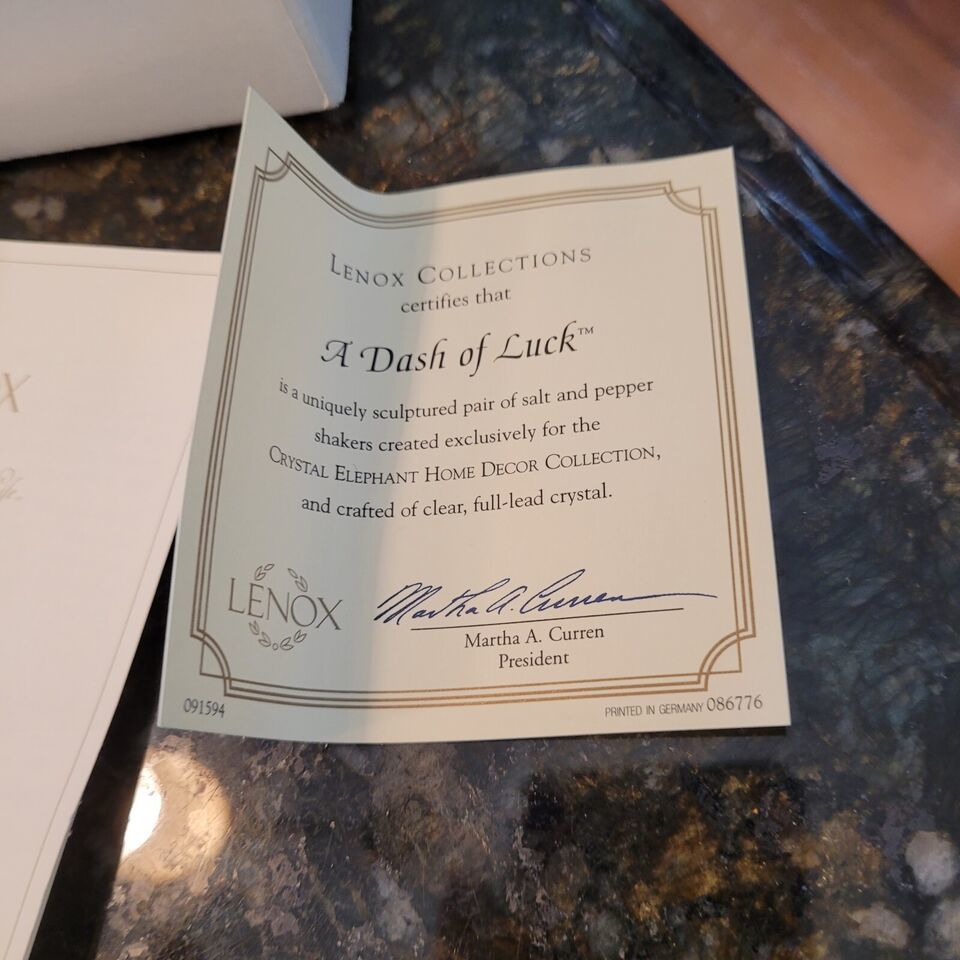 LENOX COLLECTIONS
certifies that
A Dash of Luck™
is a uniquely sculptured pair of salt and pepper
shakers created exclusively for the
CRYSTAL ELEPHANT HOME DECOR COLLECTION,
and crafted of clear, full-lead crystal.
LENOX
Martha A. Curren
Martha A. Curren
President
091594
PRINTED IN GERMANY 086776